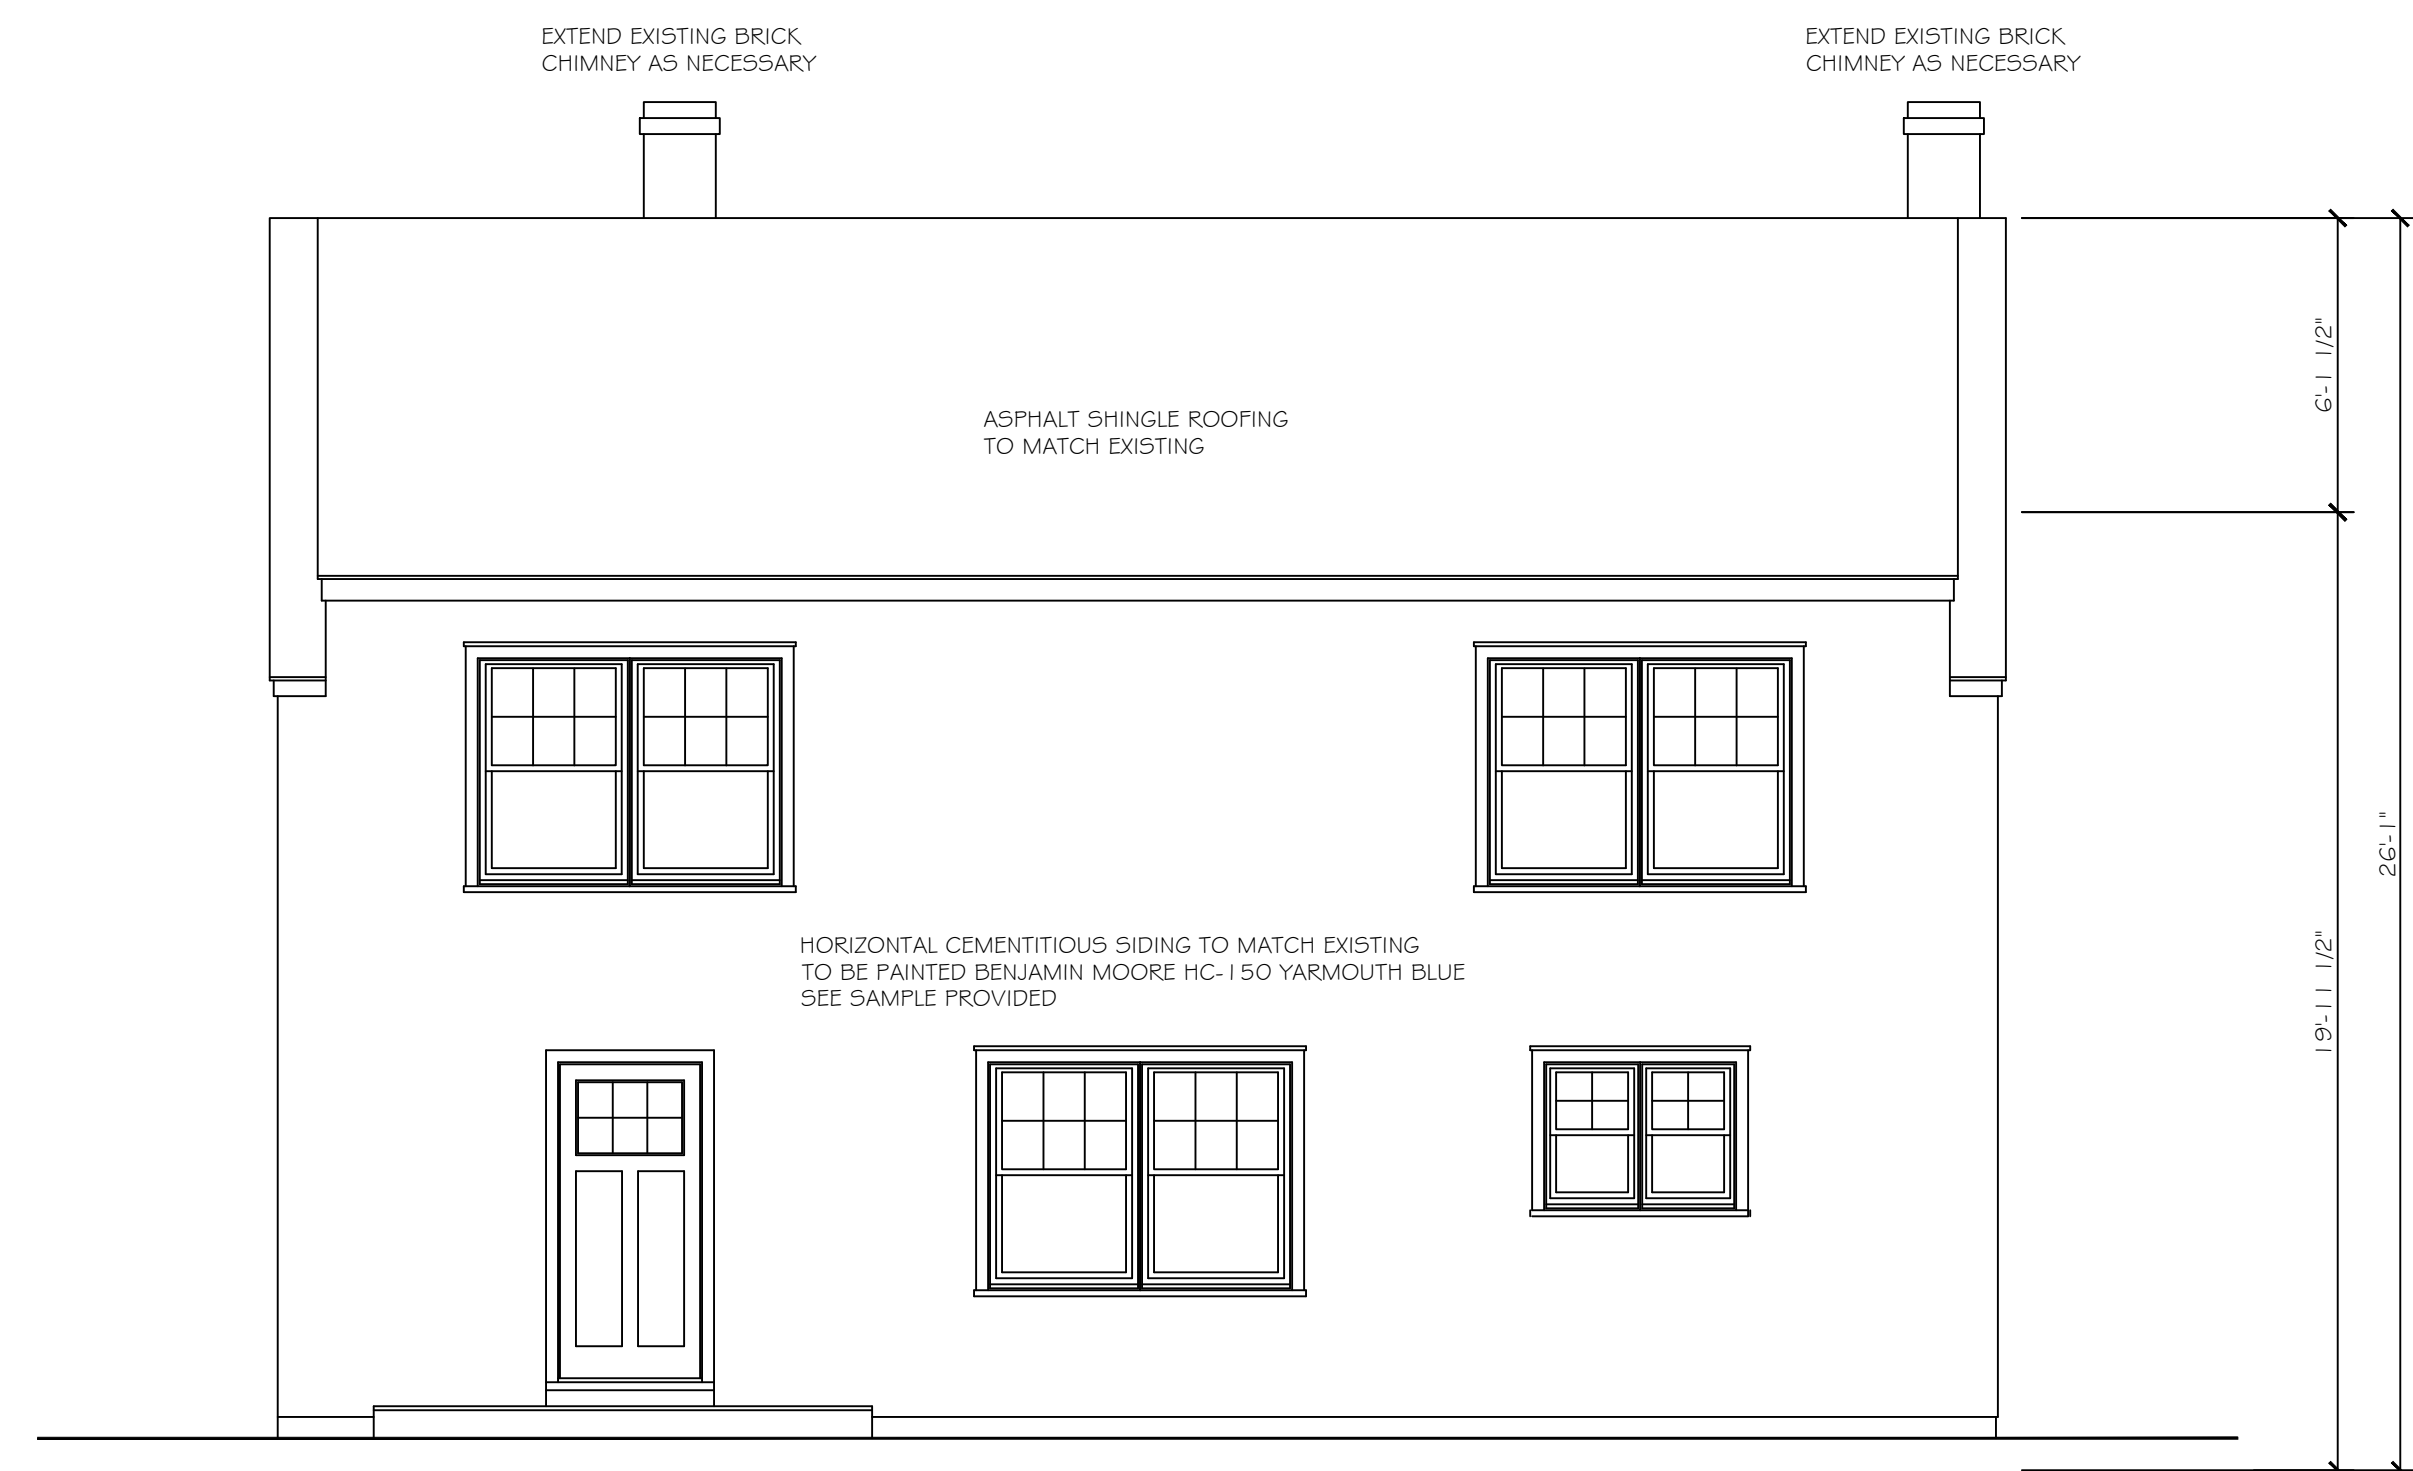 EXTEND EXISTING BRICK
CHIMNEY AS NECESSARY
EXTEND EXISTING BRICK
CHIMNEY AS NECESSARY
6'-1 1/2"
ASPHALT SHINGLE ROOFING
TO MATCH EXISTING
26'-1"
HORIZONTAL CEMENTITIOUS SIDING TO MATCH EXISTING
TO BE PAINTED BENJAMIN MOORE HC-150 YARMOUTH BLUE
SEE SAMPLE PROVIDED
19'-11 1/2"